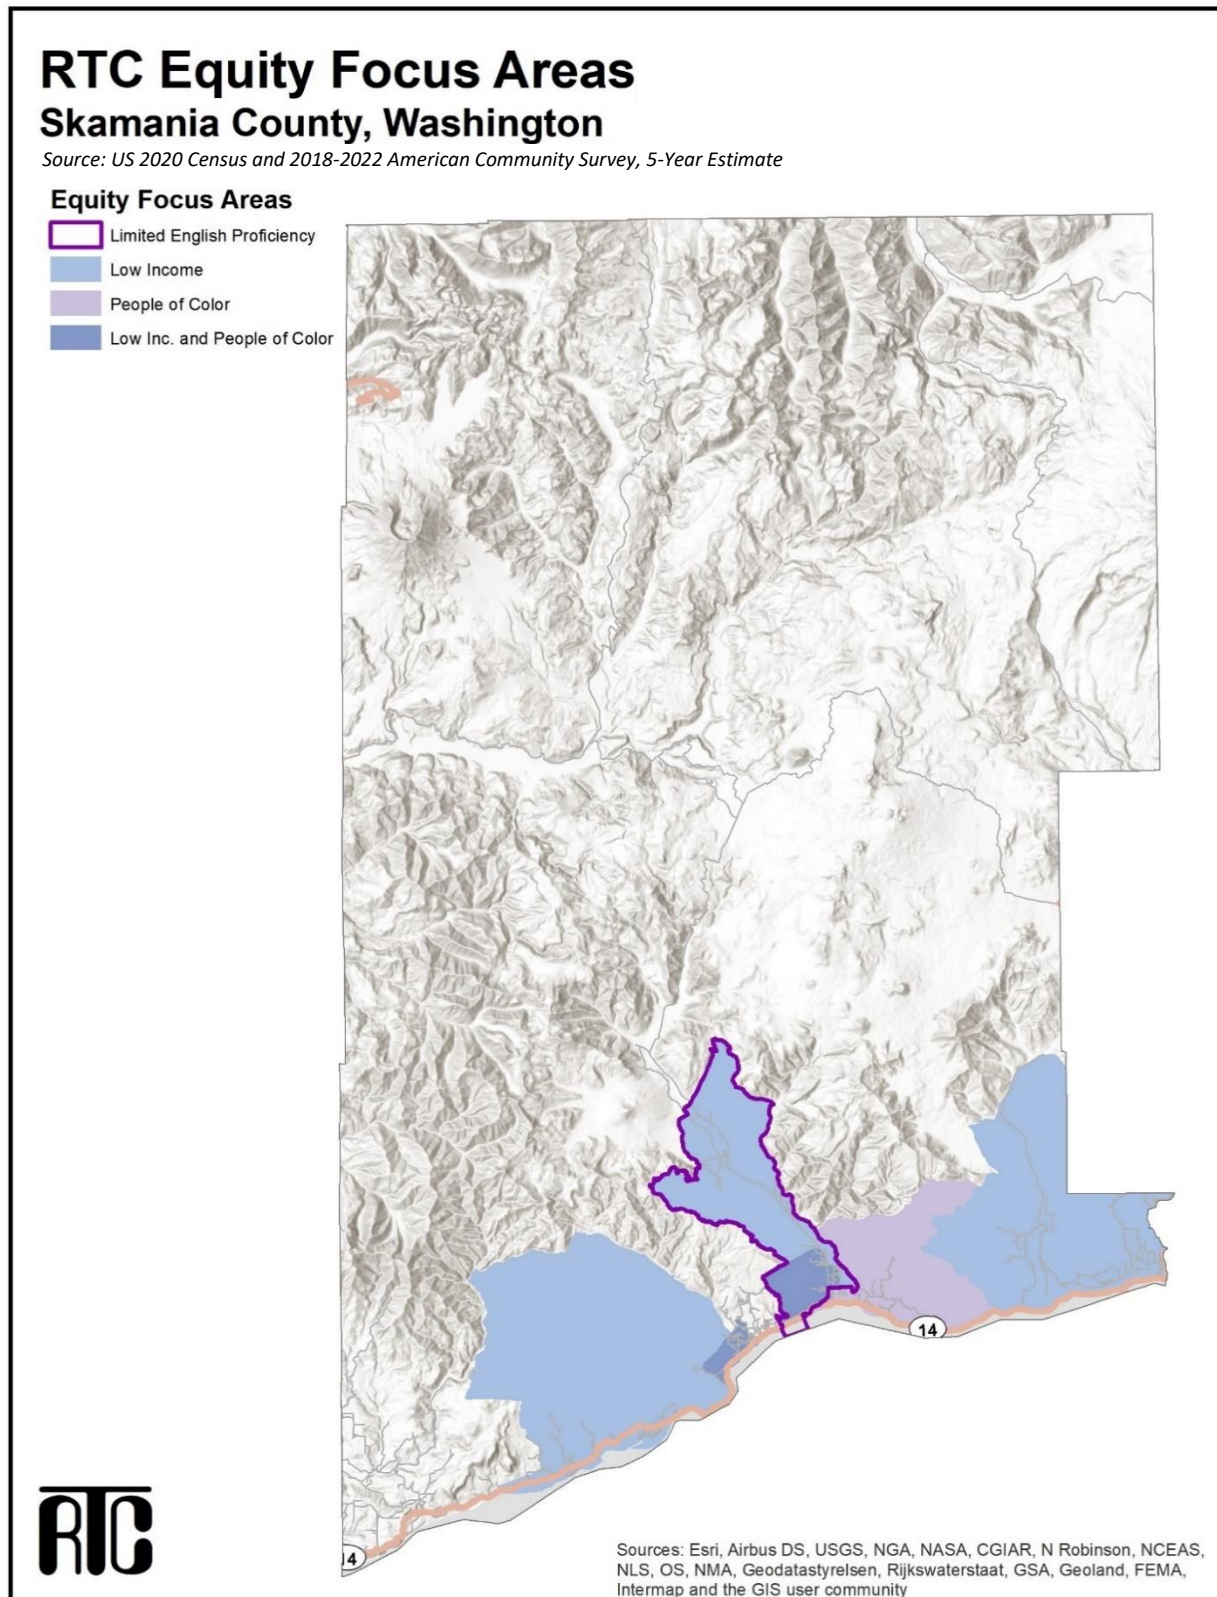 RTC Equity Focus Areas
Skamania County, Washington
Source: US 2020 Census and 2018-2022 American Community Survey, 5-Year Estimate
Equity Focus Areas
Limited English Proficiency
Low Income
People of Color
Low Inc. and People of Color
14
14
RTC
Sources: Esri, Airbus DS, USGS, NGA, NASA, CGIAR, N Robinson, NCEAS,
NLS, OS, NMA, Geodatastyrelsen, Rijkswaterstaat, GSA, Geoland, FEMA,
Intermap and the GIS user community